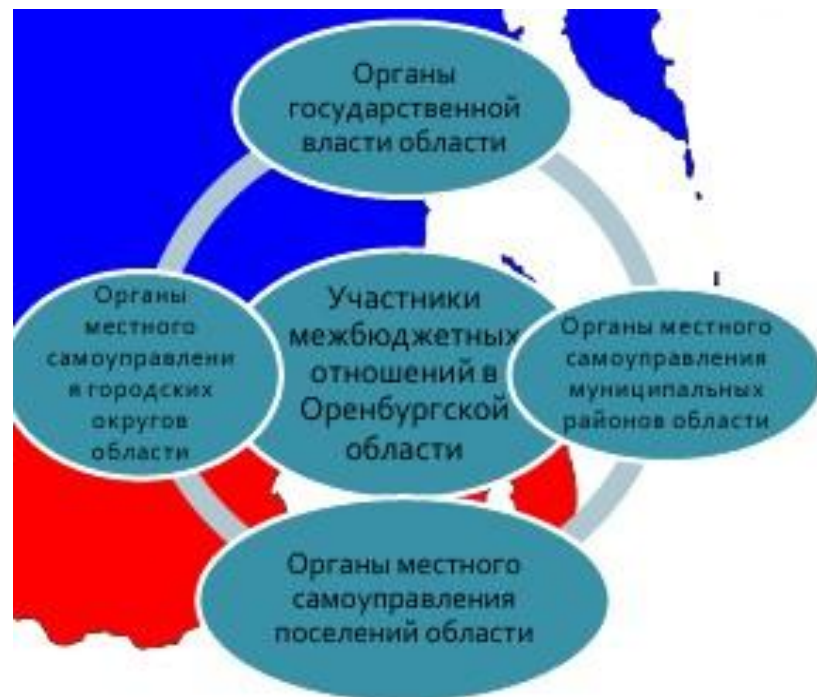 Органы
государственной
власти области
Органы
местного
самоуправлени
я городских
округов
области
Участники
межбюджетных
отношений в
Оренбургской
области
Органы местного
самоуправления
муниципальных
районов области
Органы местного
самоуправления
поселений области